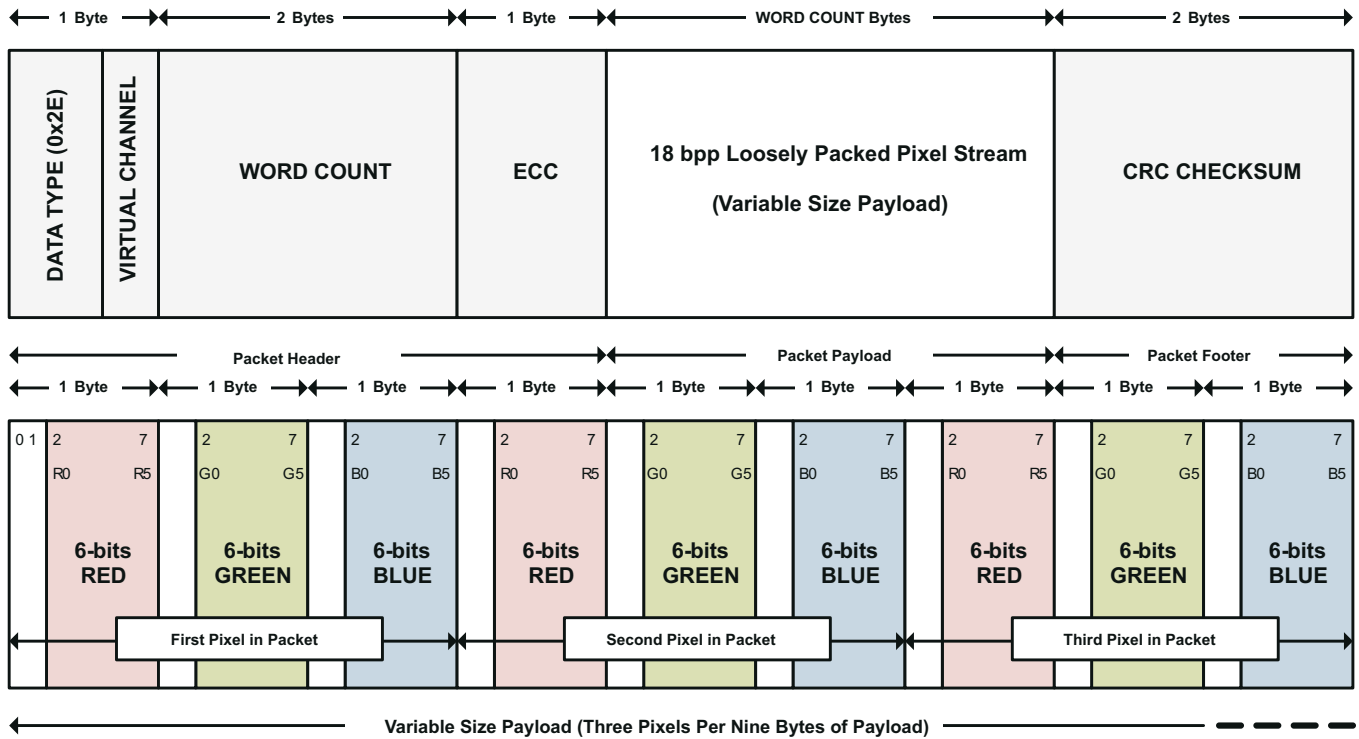 1 Byte 2 Bytes 1 Byte WORD COUNT Bytes 2 Bytes
DATA TYPE (0x2E)
VIRTUAL CHANNEL
WORD COUNT
ECC
18 bpp Loosely Packed Pixel Stream
(Variable Size Payload)
CRC CHECKSUM
Packet Header Packet Payload Packet Footer
1 Byte 1 Byte 1 Byte 1 Byte 1 Byte 1 Byte 1 Byte 1 Byte 1 Byte
0 1 2 7 2 7 2 7 2 7 2 7 2 7 2 7 2 7 2 7
R0 R5 G0 G5 B0 B5 R0 R5 G0 G5 B0 B5 R0 R5 G0 G5 B0 B5
6-bits 6-bits 6-bits 6-bits 6-bits 6-bits 6-bits 6-bits 6-bits
RED GREEN BLUE RED GREEN BLUE RED GREEN BLUE
First Pixel in Packet Second Pixel in Packet Third Pixel in Packet
Variable Size Payload (Three Pixels Per Nine Bytes of Payload)